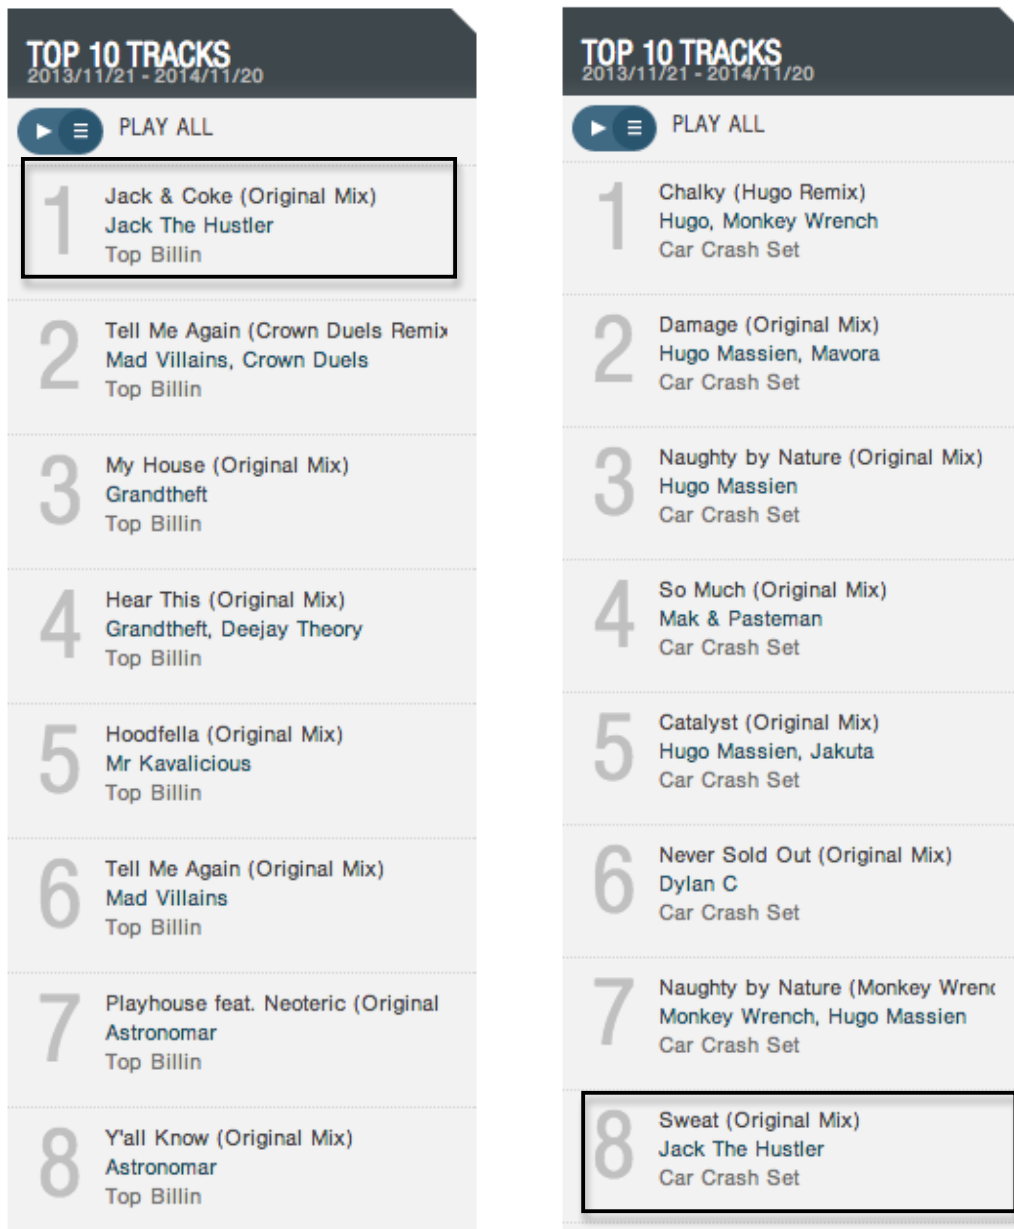 TOP 10 TRACKS
2013/11/21 - 2014/11/20
PLAY ALL
1
Jack & Coke (Original Mix)
Jack The Hustler
Top Billin
2
Tell Me Again (Crown Duels Remix
Mad Villains, Crown Duels
Top Billin
3
My House (Original Mix)
Grandtheft
Top Billin
4
Hear This (Original Mix)
Grandtheft, Deejay Theory
Top Billin
5
Hoodfella (Original Mix)
Mr Kavalicious
Top Billin
6
Tell Me Again (Original Mix)
Mad Villains
Top Billin
7
Playhouse feat. Neoteric (Original
Astronomar
Top Billin
8
Y'all Know (Original Mix)
Astronomar
Top Billin
TOP 10 TRACKS
2013/11/21 - 2014/11/20
PLAY ALL
1
Chalky (Hugo Remix)
Hugo, Monkey Wrench
Car Crash Set
2
Damage (Original Mix)
Hugo Massien, Mavora
Car Crash Set
3
Naughty by Nature (Original Mix)
Hugo Massien
Car Crash Set
4
So Much (Original Mix)
Mak & Pasteman
Car Crash Set
5
Catalyst (Original Mix)
Hugo Massien, Jakuta
Car Crash Set
6
Never Sold Out (Original Mix)
Dylan C
Car Crash Set
7
Naughty by Nature (Monkey Wrenc
Monkey Wrench, Hugo Massien
Car Crash Set
8
Sweat (Original Mix)
Jack The Hustler
Car Crash Set